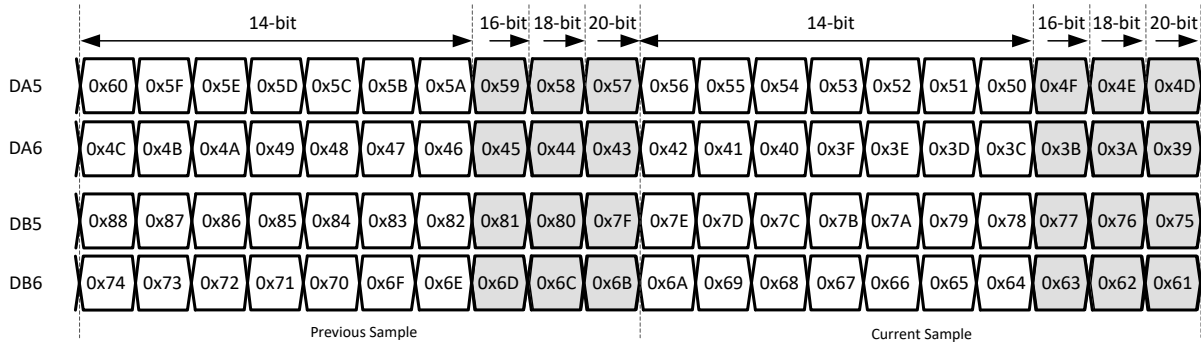 14-bit 16-bit 18-bit 20-bit 14-bit 16-bit 18-bit 20-bit
DA5 0x60 0x5F 0x5E 0x5D 0x5C 0x5B 0x5A 0x59 0x58 0x57 0x56 0x55 0x54 0x53 0x52 0x51 0x50 0x4F 0x4E 0x4D
DA6 0x4C 0x4B 0x4A 0x49 0x48 0x47 0x46 0x45 0x44 0x43 0x42 0x41 0x40 0x3F 0x3E 0x3D 0x3C 0x3B 0x3A 0x39
DB5 0x88 0x87 0x86 0x85 0x84 0x83 0x82 0x81 0x80 0x7F 0x7E 0x7D 0x7C 0x7B 0x7A 0x79 0x78 0x77 0x76 0x75
DB6 0x74 0x73 0x72 0x71 0x70 0x6F 0x6E 0x6D 0x6C 0x6B 0x6A 0x69 0x68 0x67 0x66 0x65 0x64 0x63 0x62 0x61
Previous Sample Current Sample